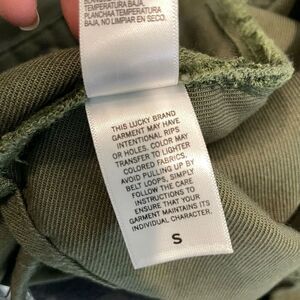 TEMPERATURA BAJA,
PLANCHA A TEMPERATURA
BAJA, NO LIMPIAR EN SECO.
THIS LUCKY BRAND
GARMENT MAY HAVE
INTENTIONAL RIPS
OR HOLES. COLOR MAY
TRANSFER TO LIGHTER
COLORED FABRICS.
AVOID PULLING UP BY
BELT LOOPS, SIMPLY
FOLLOW THE CARE
INSTRUCTIONS TO
ENSURE THAT YOUR
GARMENT MAINTAINS ITS
INDIVIDUAL CHARACTER.
S